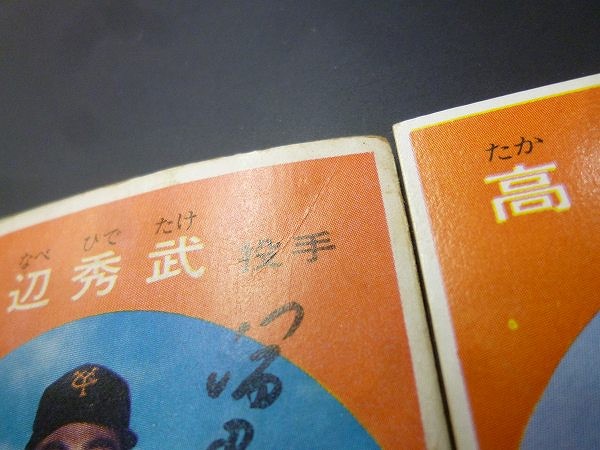 なべ ひで たけ
辺 秀 武 投手
たか
高